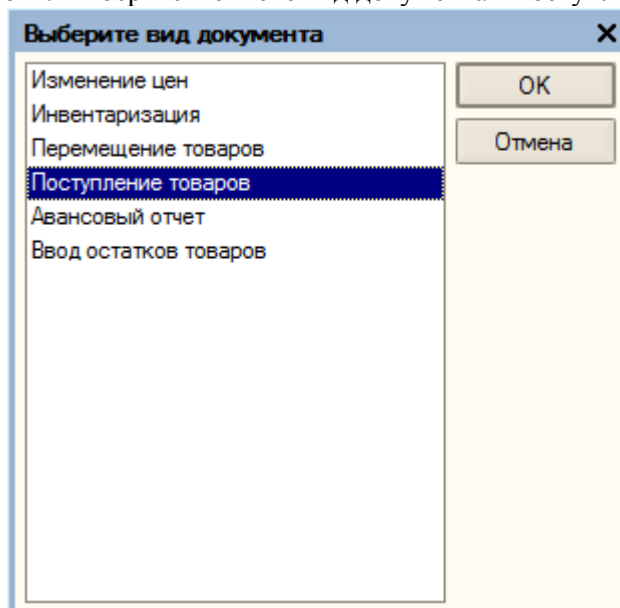 Выберите вид документа
Изменение цен
Инвентаризация
Перемещение товаров
Поступление товаров
Авансовый отчет
Ввод остатков товаров
OK
Отмена